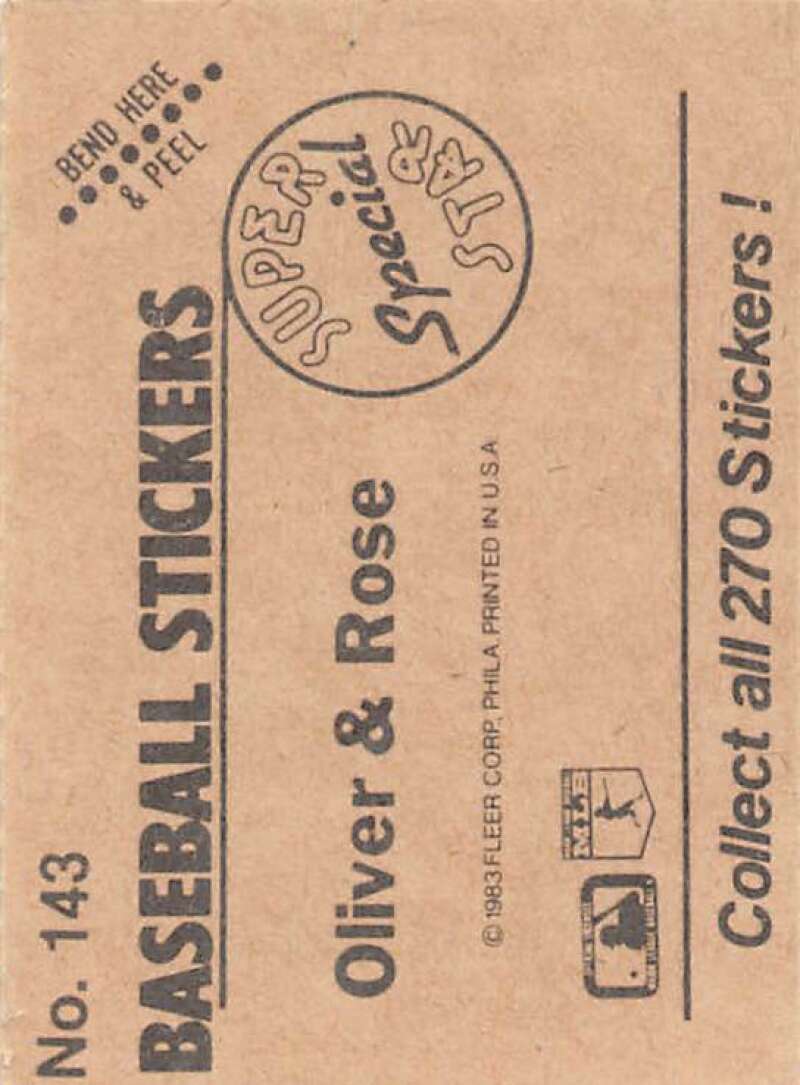 No. 143
BEND HERE
& PEEL
BASEBALL STICKERS
SUPER
Special
STAR
Oliver & Rose
© 1983 FLEER CORP., PHILA. PRINTED IN U.S.A
Collect all 270 Stickers !